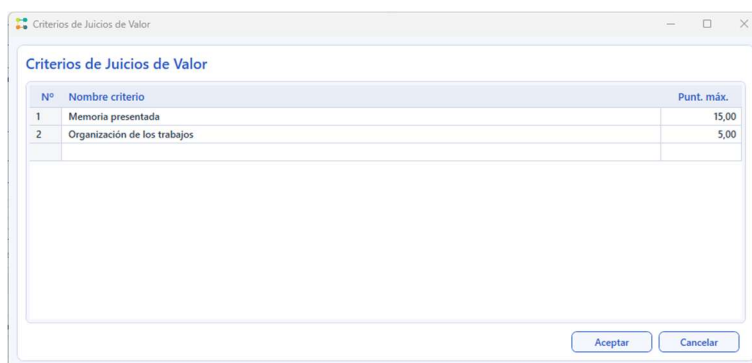 Criterios de Juicios de Valor
Criterios de Juicios de Valor
Nº Nombre criterio Punt. máx.
1 Memoria presentada 15,00
2 Organización de los trabajos 5,00
Aceptar Cancelar